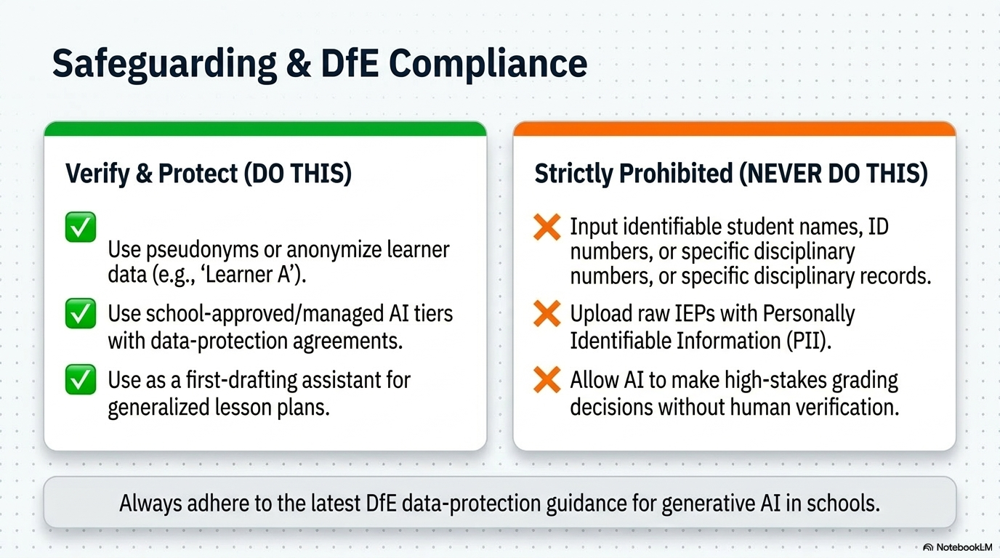 Safeguarding & DfE Compliance
Verify & Protect (DO THIS)
Use pseudonyms or anonymize learner
data (e.g., ‘Learner A’).
Use school-approved/managed AI tiers
with data-protection agreements.
Use as a first-drafting assistant for
generalized lesson plans.
Strictly Prohibited (NEVER DO THIS)
Input identifiable student names, ID
numbers, or specific disciplinary
numbers, or specific disciplinary records.
Upload raw IEPs with Personally
Identifiable Information (PII).
Allow AI to make high-stakes grading
decisions without human verification.
Always adhere to the latest DfE data-protection guidance for generative AI in schools.
NotebookLM